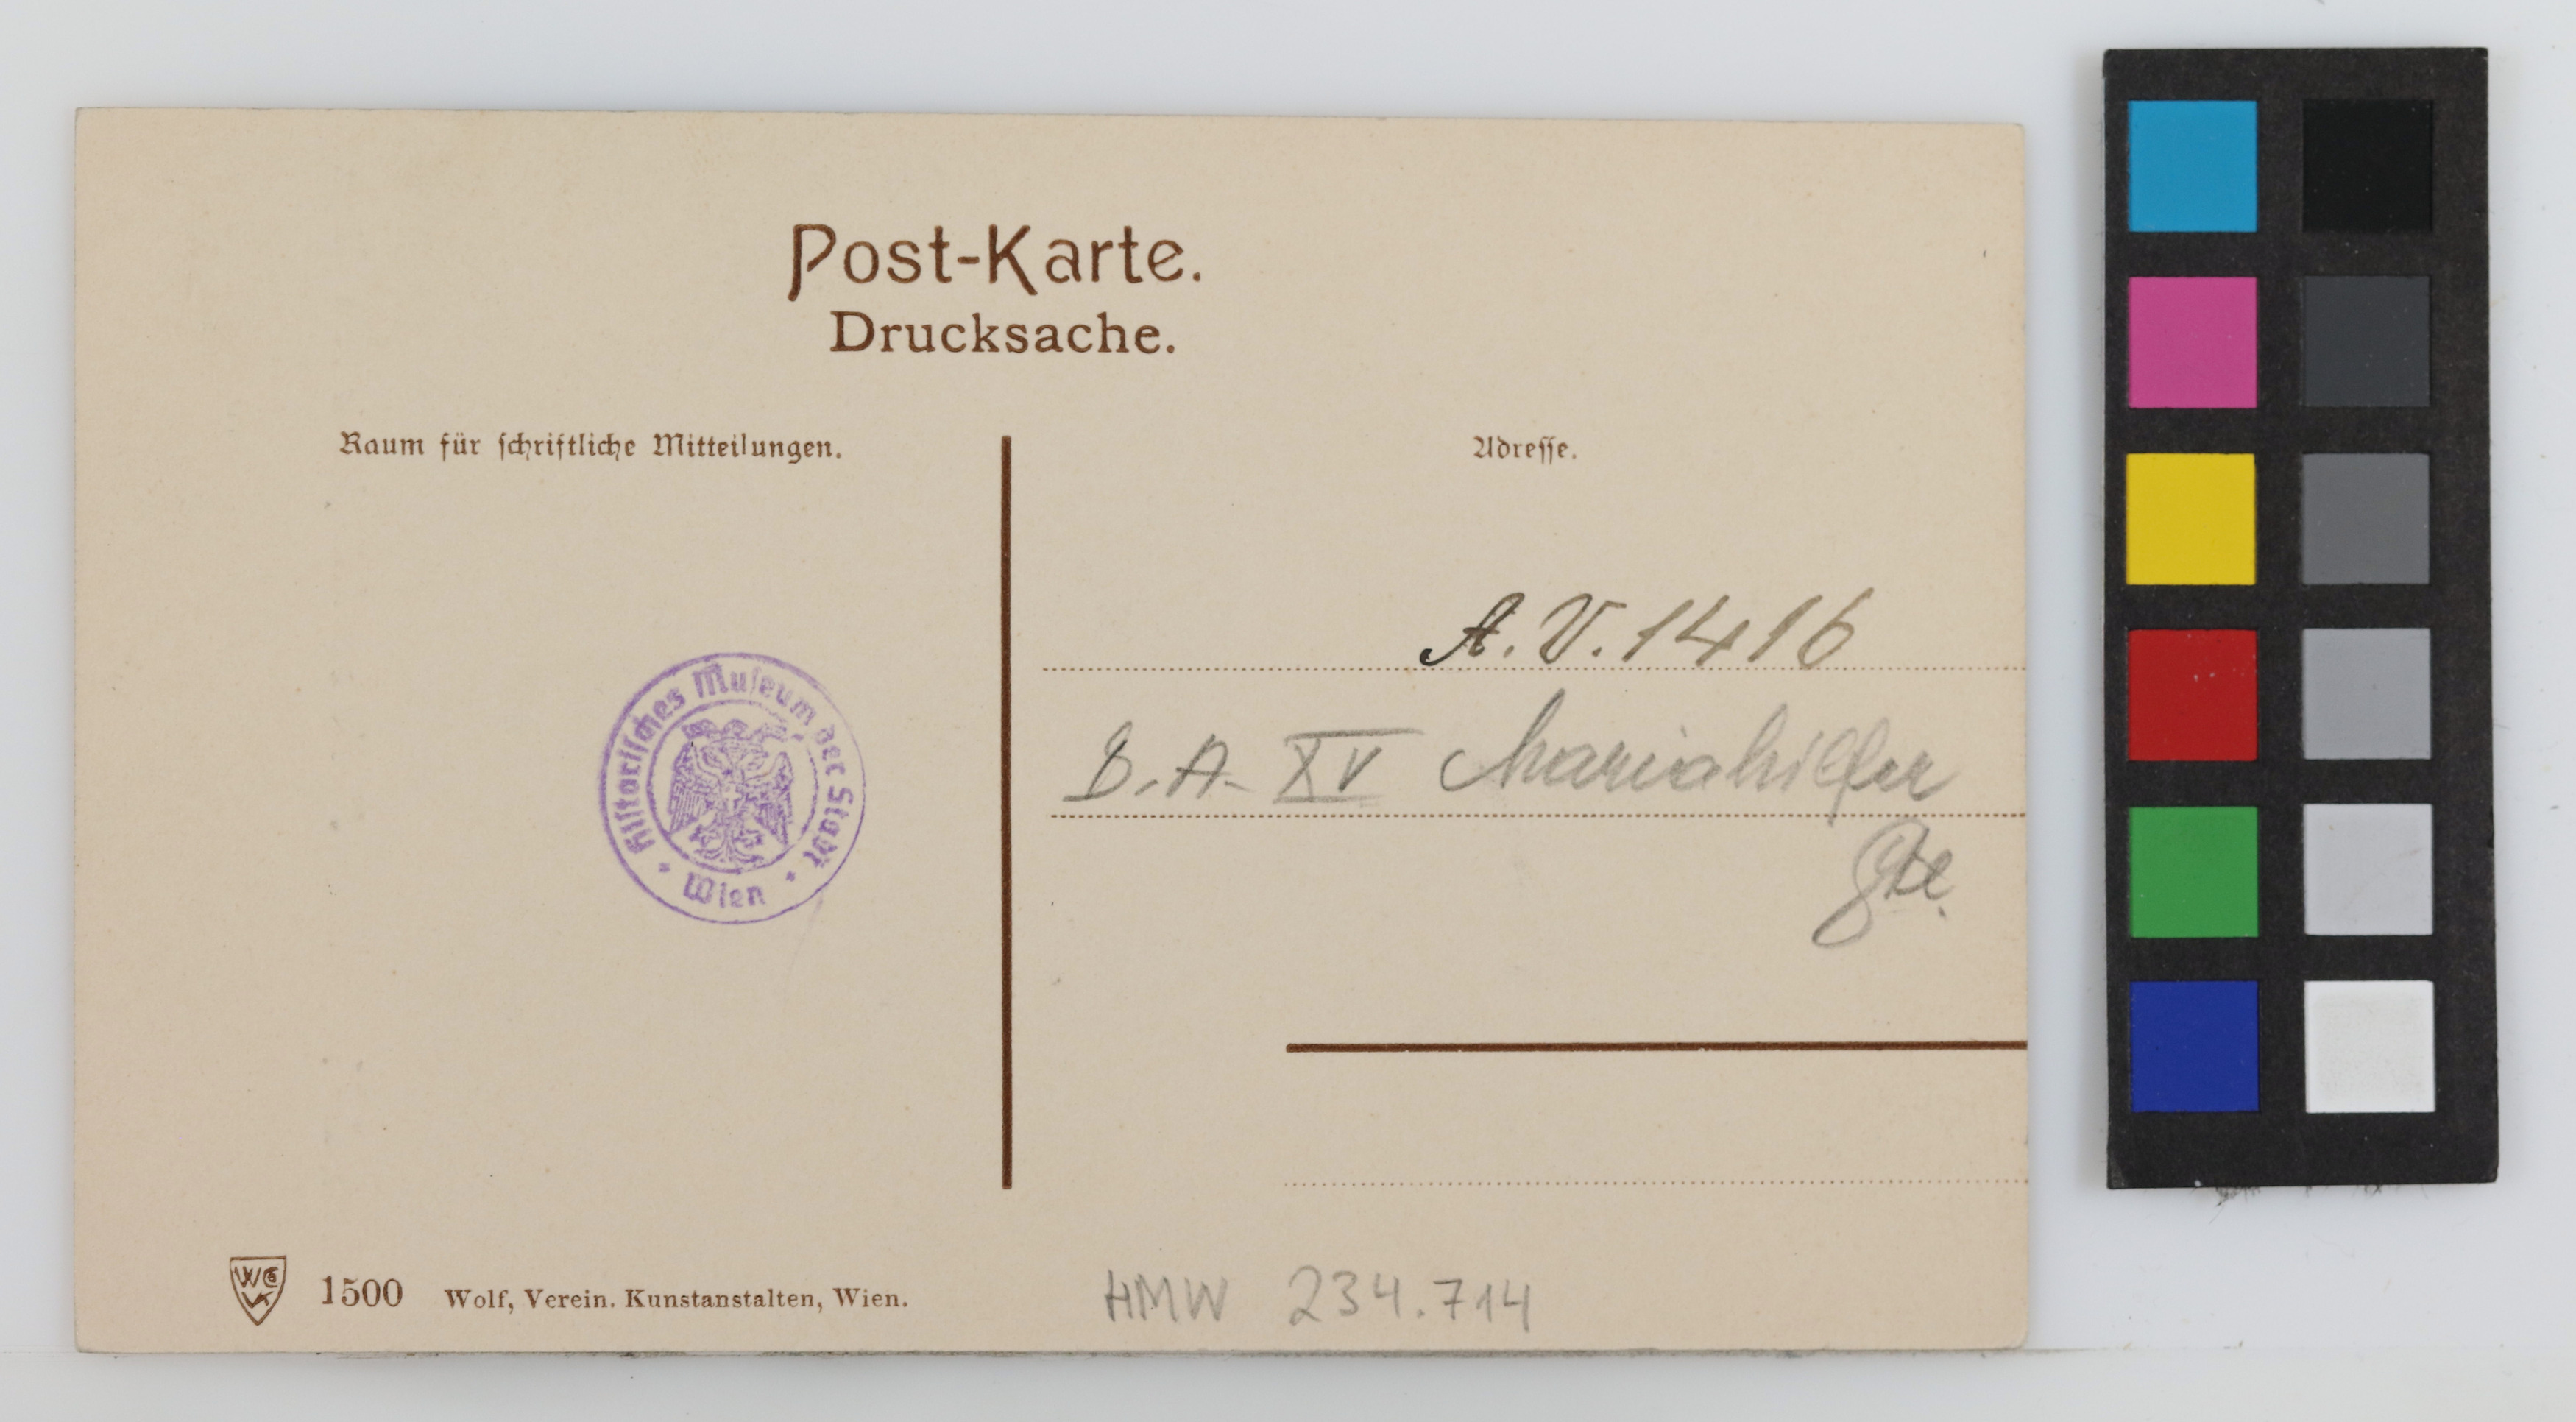 Post-Karte.
Drucksache.
Raum für schriftliche Mitteilungen.
Adresse.
A.V. 1416
B. A. XV Mariahilfer
Historisches Museum der Stadt
Wien
1500 Wolf, Verein. Kunstanstalten, Wien.
HMW 234.714